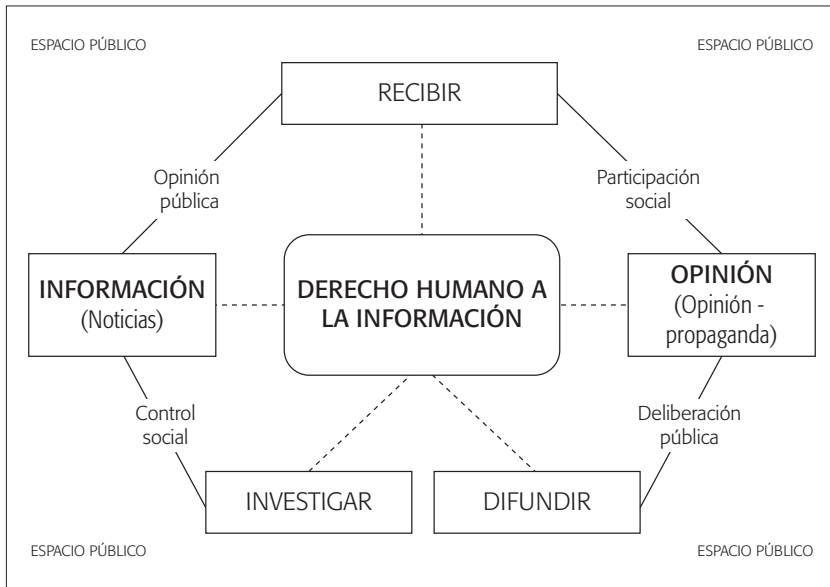 ESPACIO PÚBLICO
ESPACIO PÚBLICO
RECIBIR
Opinión
pública
Participación
social
INFORMACIÓN
(Noticias)
DERECHO HUMANO A
LA INFORMACIÓN
OPINIÓN
(Opinión -
propaganda)
Control
social
Deliberación
pública
INVESTIGAR
DIFUNDIR
ESPACIO PÚBLICO
ESPACIO PÚBLICO